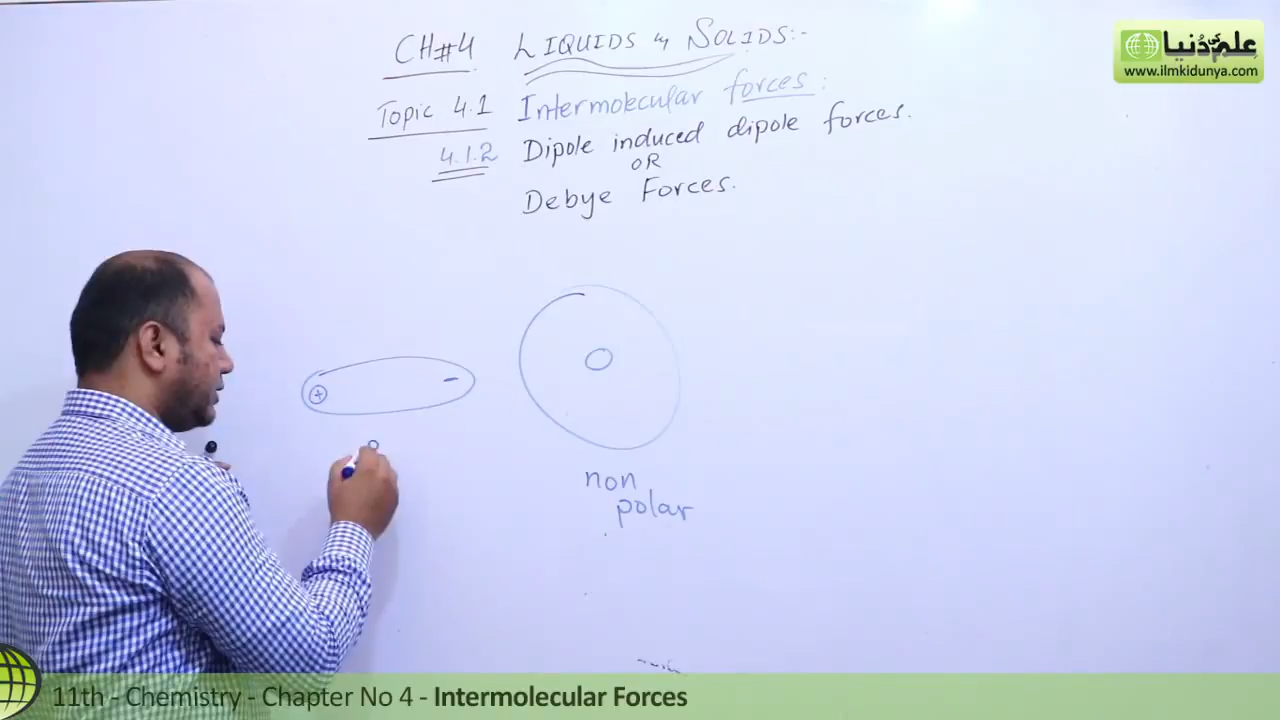 CH#4 LIQUIDS & SOLIDS:-
Topic 4.1 Intermolecular forces:
4.1.2 Dipole induced dipole forces.
OR
Debye Forces.
+ -
non
polar
علم کی دُنیا
www.ilmkidunya.com
11th - Chemistry - Chapter No 4 - Intermolecular Forces